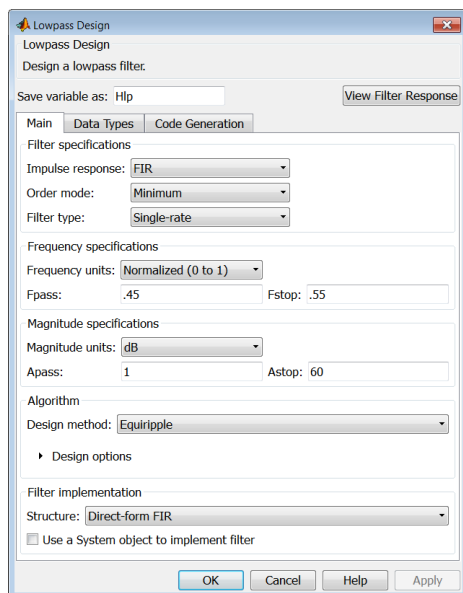 Lowpass Design
Lowpass Design
Design a lowpass filter.
Save variable as: Hlp View Filter Response
Main Data Types Code Generation
Filter specifications
Impulse response: FIR
Order mode: Minimum
Filter type: Single-rate
Frequency specifications
Frequency units: Normalized (0 to 1)
Fpass: .45 Fstop: .55
Magnitude specifications
Magnitude units: dB
Apass: 1 Astop: 60
Algorithm
Design method: Equiripple
Design options
Filter implementation
Structure: Direct-form FIR
Use a System object to implement filter
OK Cancel Help Apply